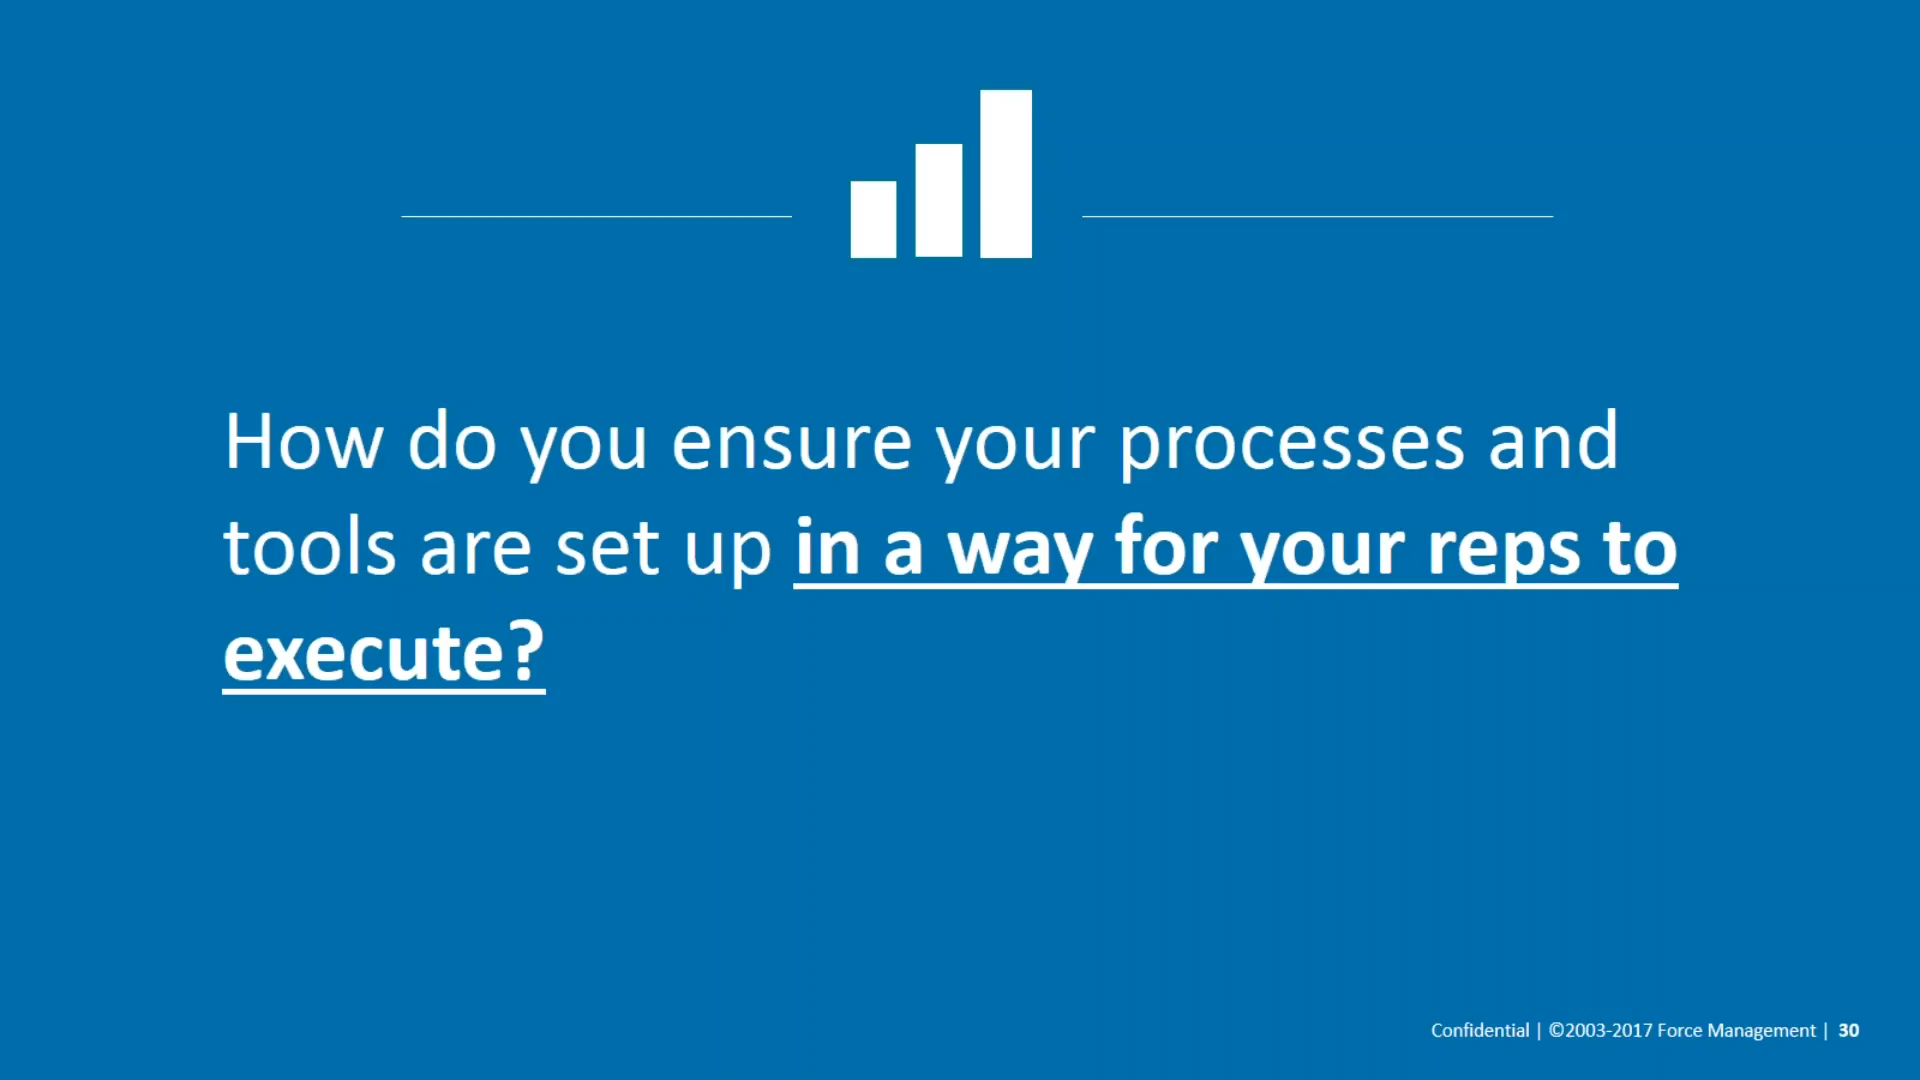 How do you ensure your processes and
tools are set up in a way for your reps to
execute?
Confidential | ©2003-2017 Force Management | 30